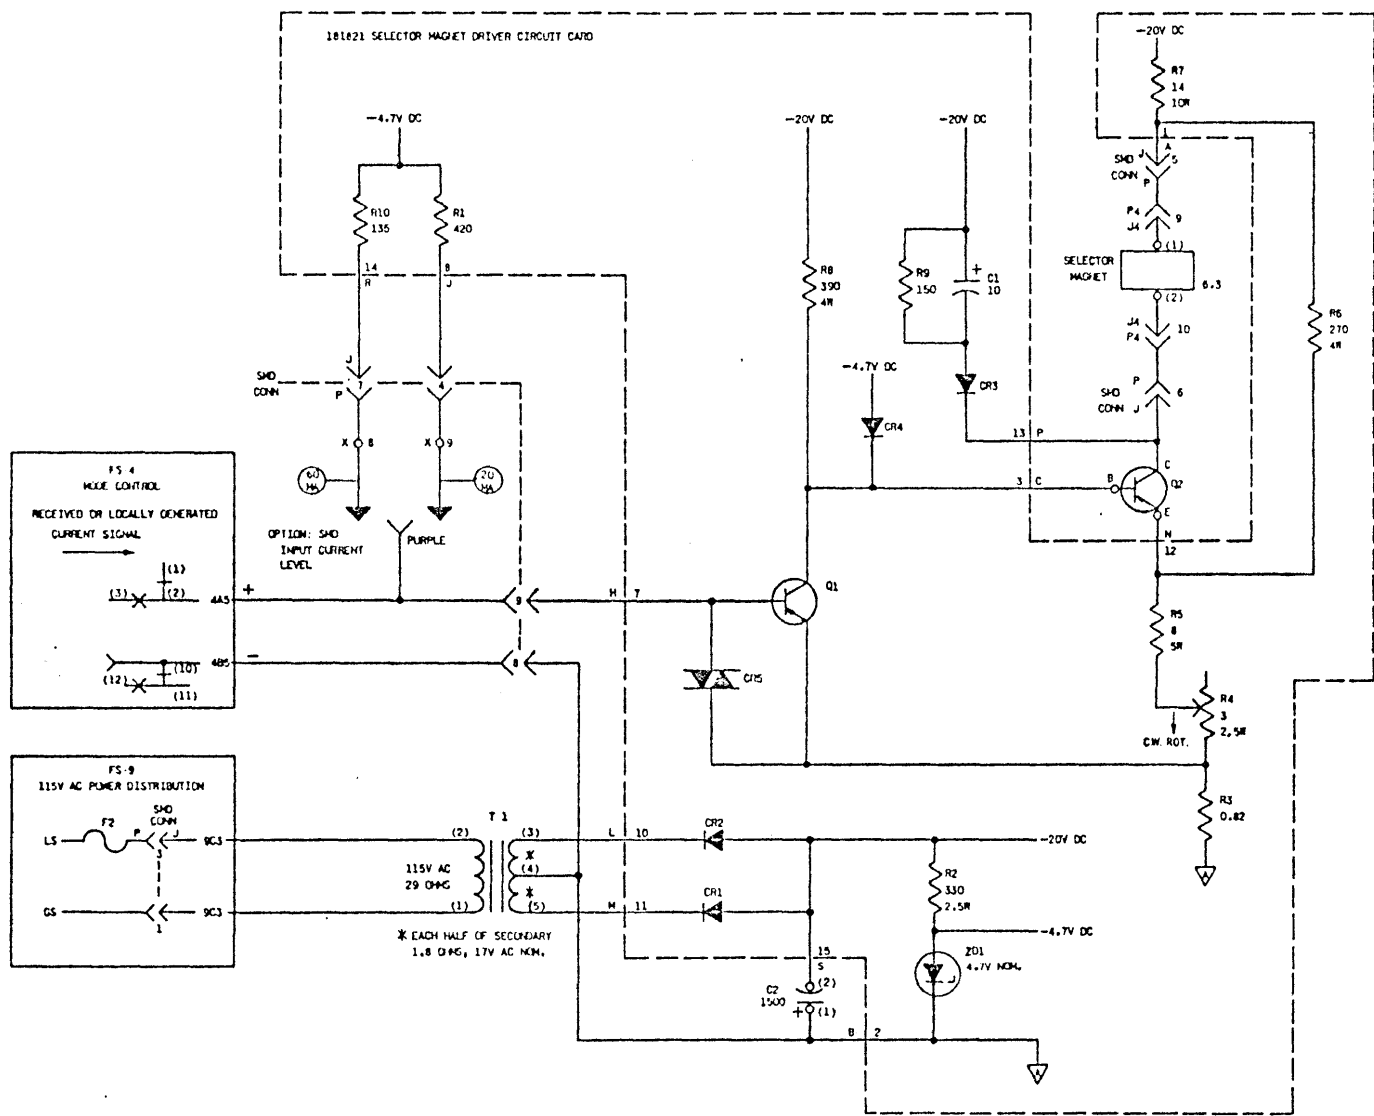 181821 SELECTOR MAGNET DRIVER CIRCUIT CARD
-20V DC
R7
14
10W
-4.7V DC
-20V DC
-20V DC
1
A
J
5
SMD
CONN
P
R10
135
R1
420
P4
J4
9
(1)
SELECTOR
MAGNET
6.3
(2)
14
R
8
J
R8
390
4W
R9
150
+
C1
10
J4
P4
10
R6
270
4W
-4.7V DC
J
SMD
CONN
7
P
4
CR3
P
6
SMD
CONN
J
CR4
13 P
X 8
X 9
C
60
MA
20
MA
3 C
B
Q2
E
FS-4
MODE CONTROL
RECEIVED OR LOCALLY GENERATED
CURRENT SIGNAL
OPTION: SMD
INPUT CURRENT
LEVEL
PURPLE
N
12
(1)
(3)
(2)
4A5
+
9
H 7
Q1
R5
8
5W
(10)
4B5
-
8
(12)
(11)
CR5
R4
3
2.5W
C.W. ROT.
FS-9
115V AC POWER DISTRIBUTION
R3
0.82
SMD
CONN
F2
P
J
LS
3
9C3
T1
(2)
(3)
L 10
CR2
-20V DC
A
115V AC
29 OHMS
*
(4)
*
R2
330
2.5W
GS
1
9C3
(1)
(5)
M 11
CR1
* EACH HALF OF SECONDARY
1.8 OHMS, 17V AC NOM.
-4.7V DC
15
S
ZD1
4.7V NOM.
C2
1500
(2)
+
(1)
B 2
A